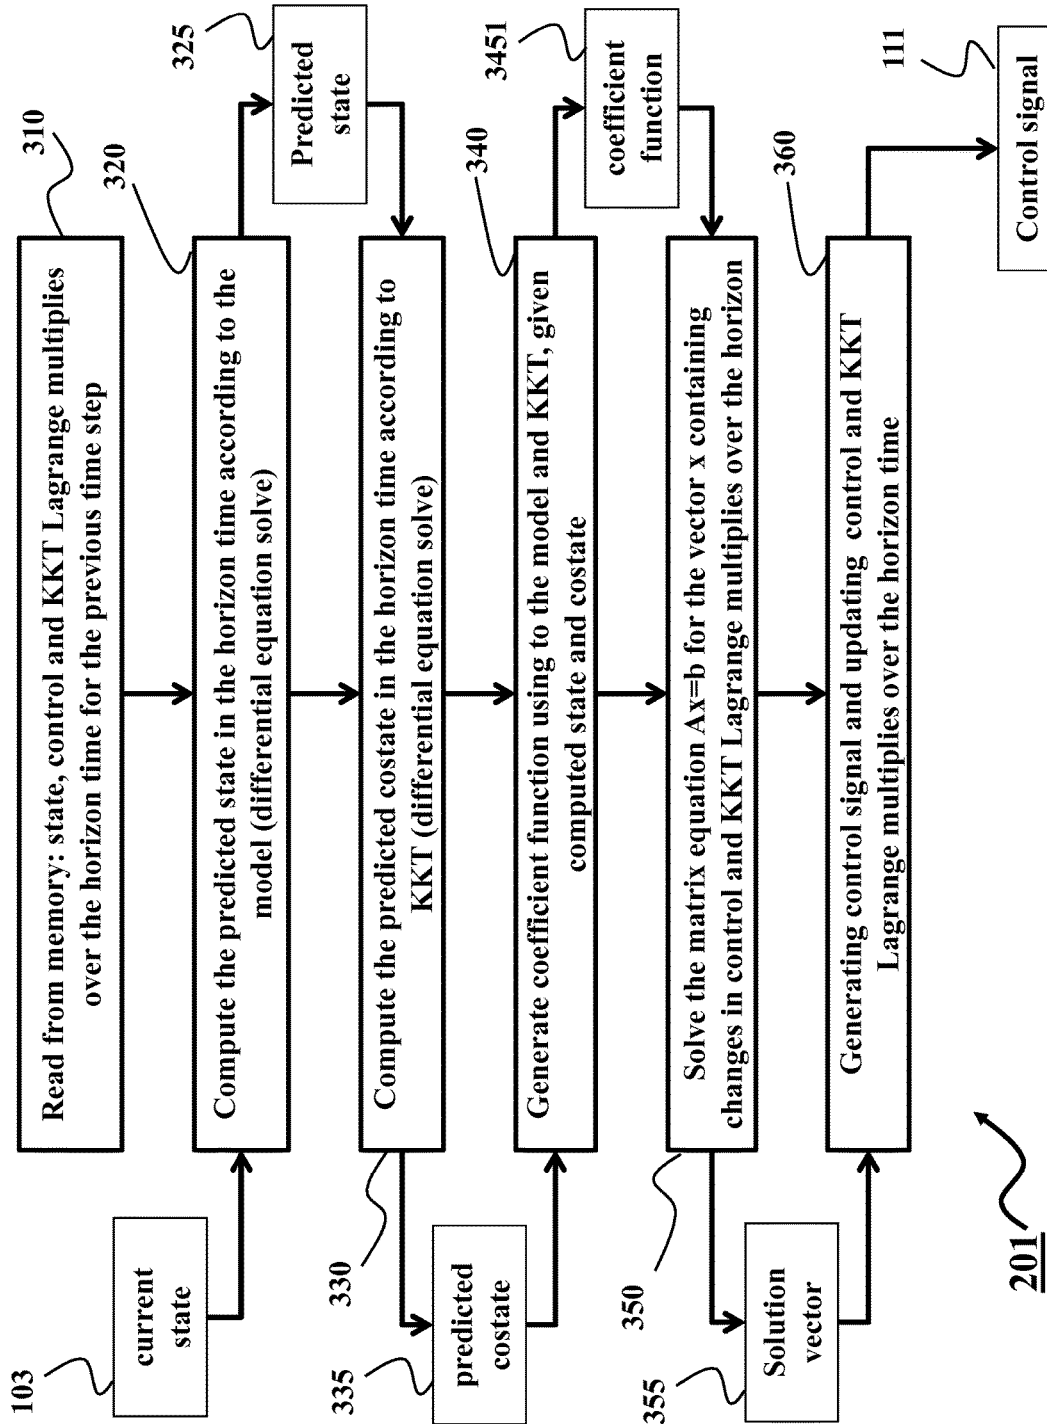 310
Read from memory: state, control and KKT Lagrange multiplies
over the horizon time for the previous time step
103
current
state
320
Compute the predicted state in the horizon time according to the
model (differential equation solve)
325
Predicted
state
330
Compute the predicted costate in the horizon time according to
KKT (differential equation solve)
335
predicted
costate
340
Generate coefficient function using to the model and KKT, given
computed state and costate
3451
coefficient
function
350
Solve the matrix equation Ax=b for the vector x containing
changes in control and KKT Lagrange multiplies over the horizon
355
Solution
vector
360
Generating control signal and updating control and KKT
Lagrange multiplies over the horizon time
111
Control signal
201